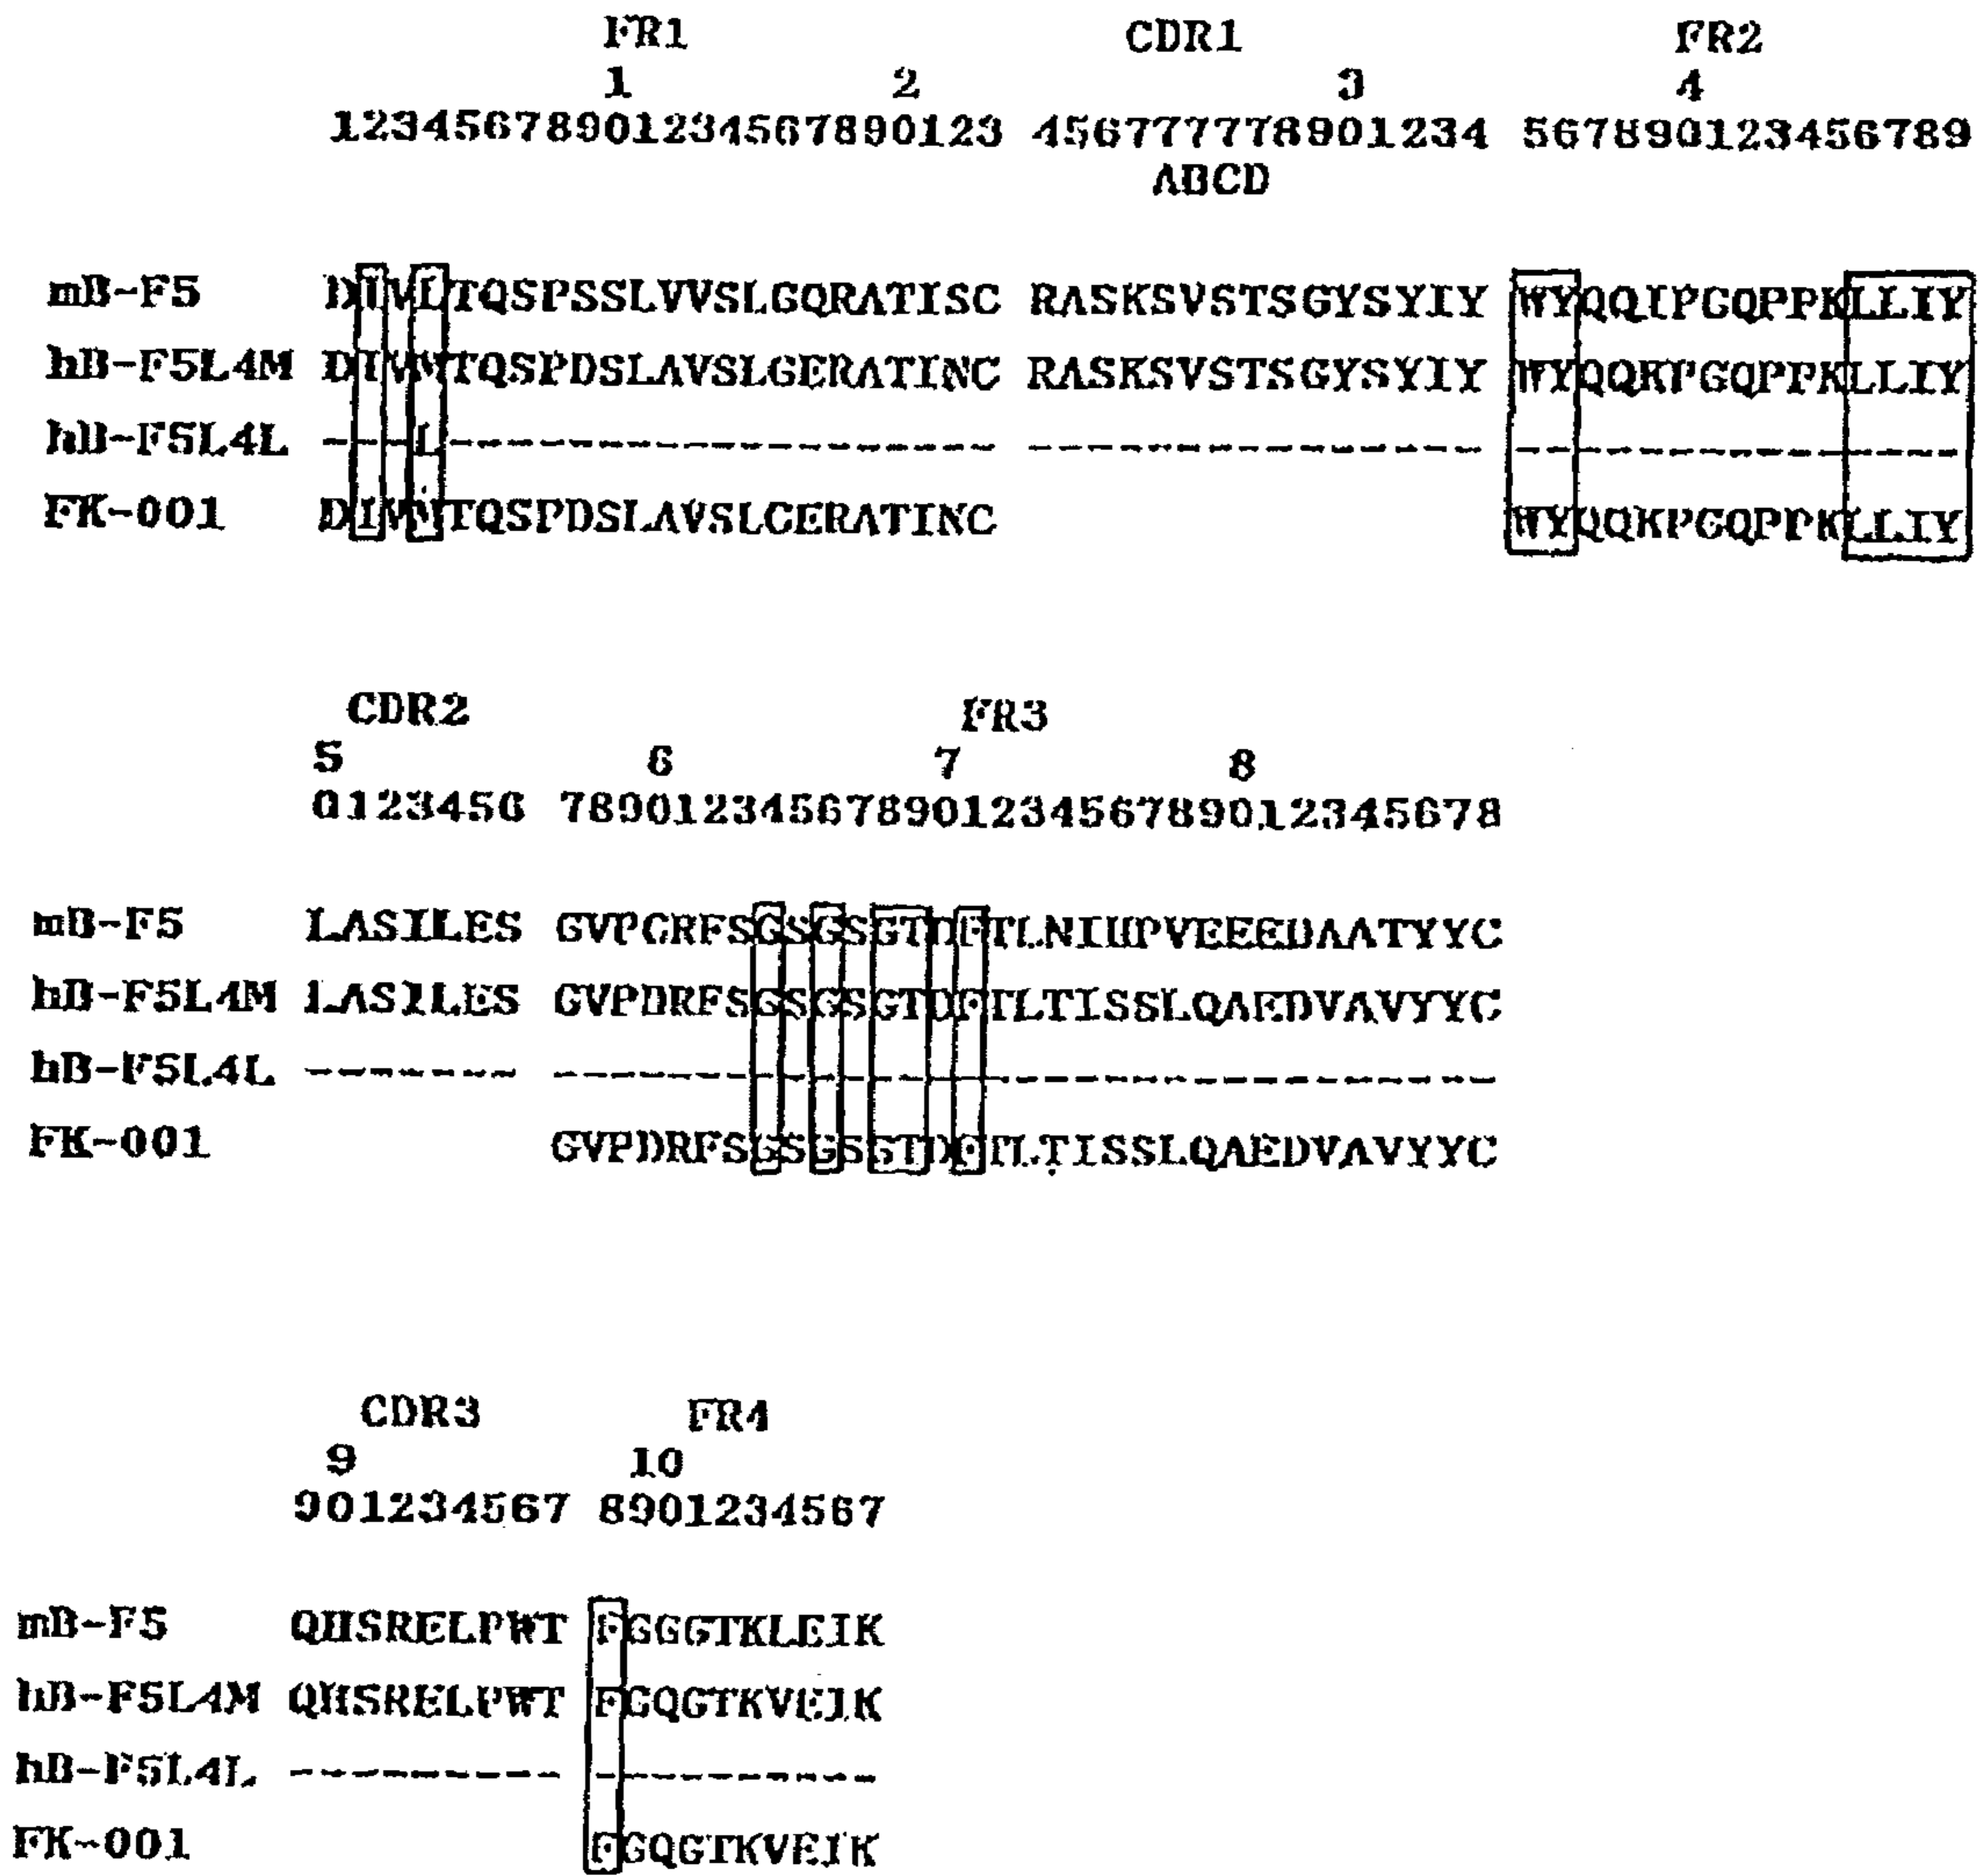 FR1 CDR1 FR2
1 2 3 4
12345678901234567890123 456777778901234 567890123456789
ABCD
mB-F5 DIVLTQSPSSLVVSLGQRATISC RASKSVSTSGYSYIY WYQQIPGQPPKLLIY
hB-F5L4M DIVMTQSPDSLAVSLGERATINC RASKSVSTSGYSYIY WYQQKPGQPPKLLIY
hB-F5L4L ---L------------------- --------------- ---------------
FK-001 DIVMTQSPDSLAVSLGERATINC WYQQKPGQPPKLLIY
CDR2 FR3
5 6 7 8
0123456 78901234567890123456789012345678
mB-F5 LASILES GVPGRFSGSGSGTDFTLNIHPVEEEDAATYYC
hB-F5L4M LASILES GVPDRFSGSGSGTDFTLTISSLQAEDVAVYYC
hB-F5L4L ------- --------------------------------
FK-001 GVPDRFSGSGSGTDFTLTISSLQAEDVAVYYC
CDR3 FR4
9 10
901234567 8901234567
mB-F5 QHSRELPWT FGGGTKLEIK
hB-F5L4M QHSRELPWT FGQGTKVEIK
hB-F5L4L --------- ----------
FK-001 FGQGTKVEIK